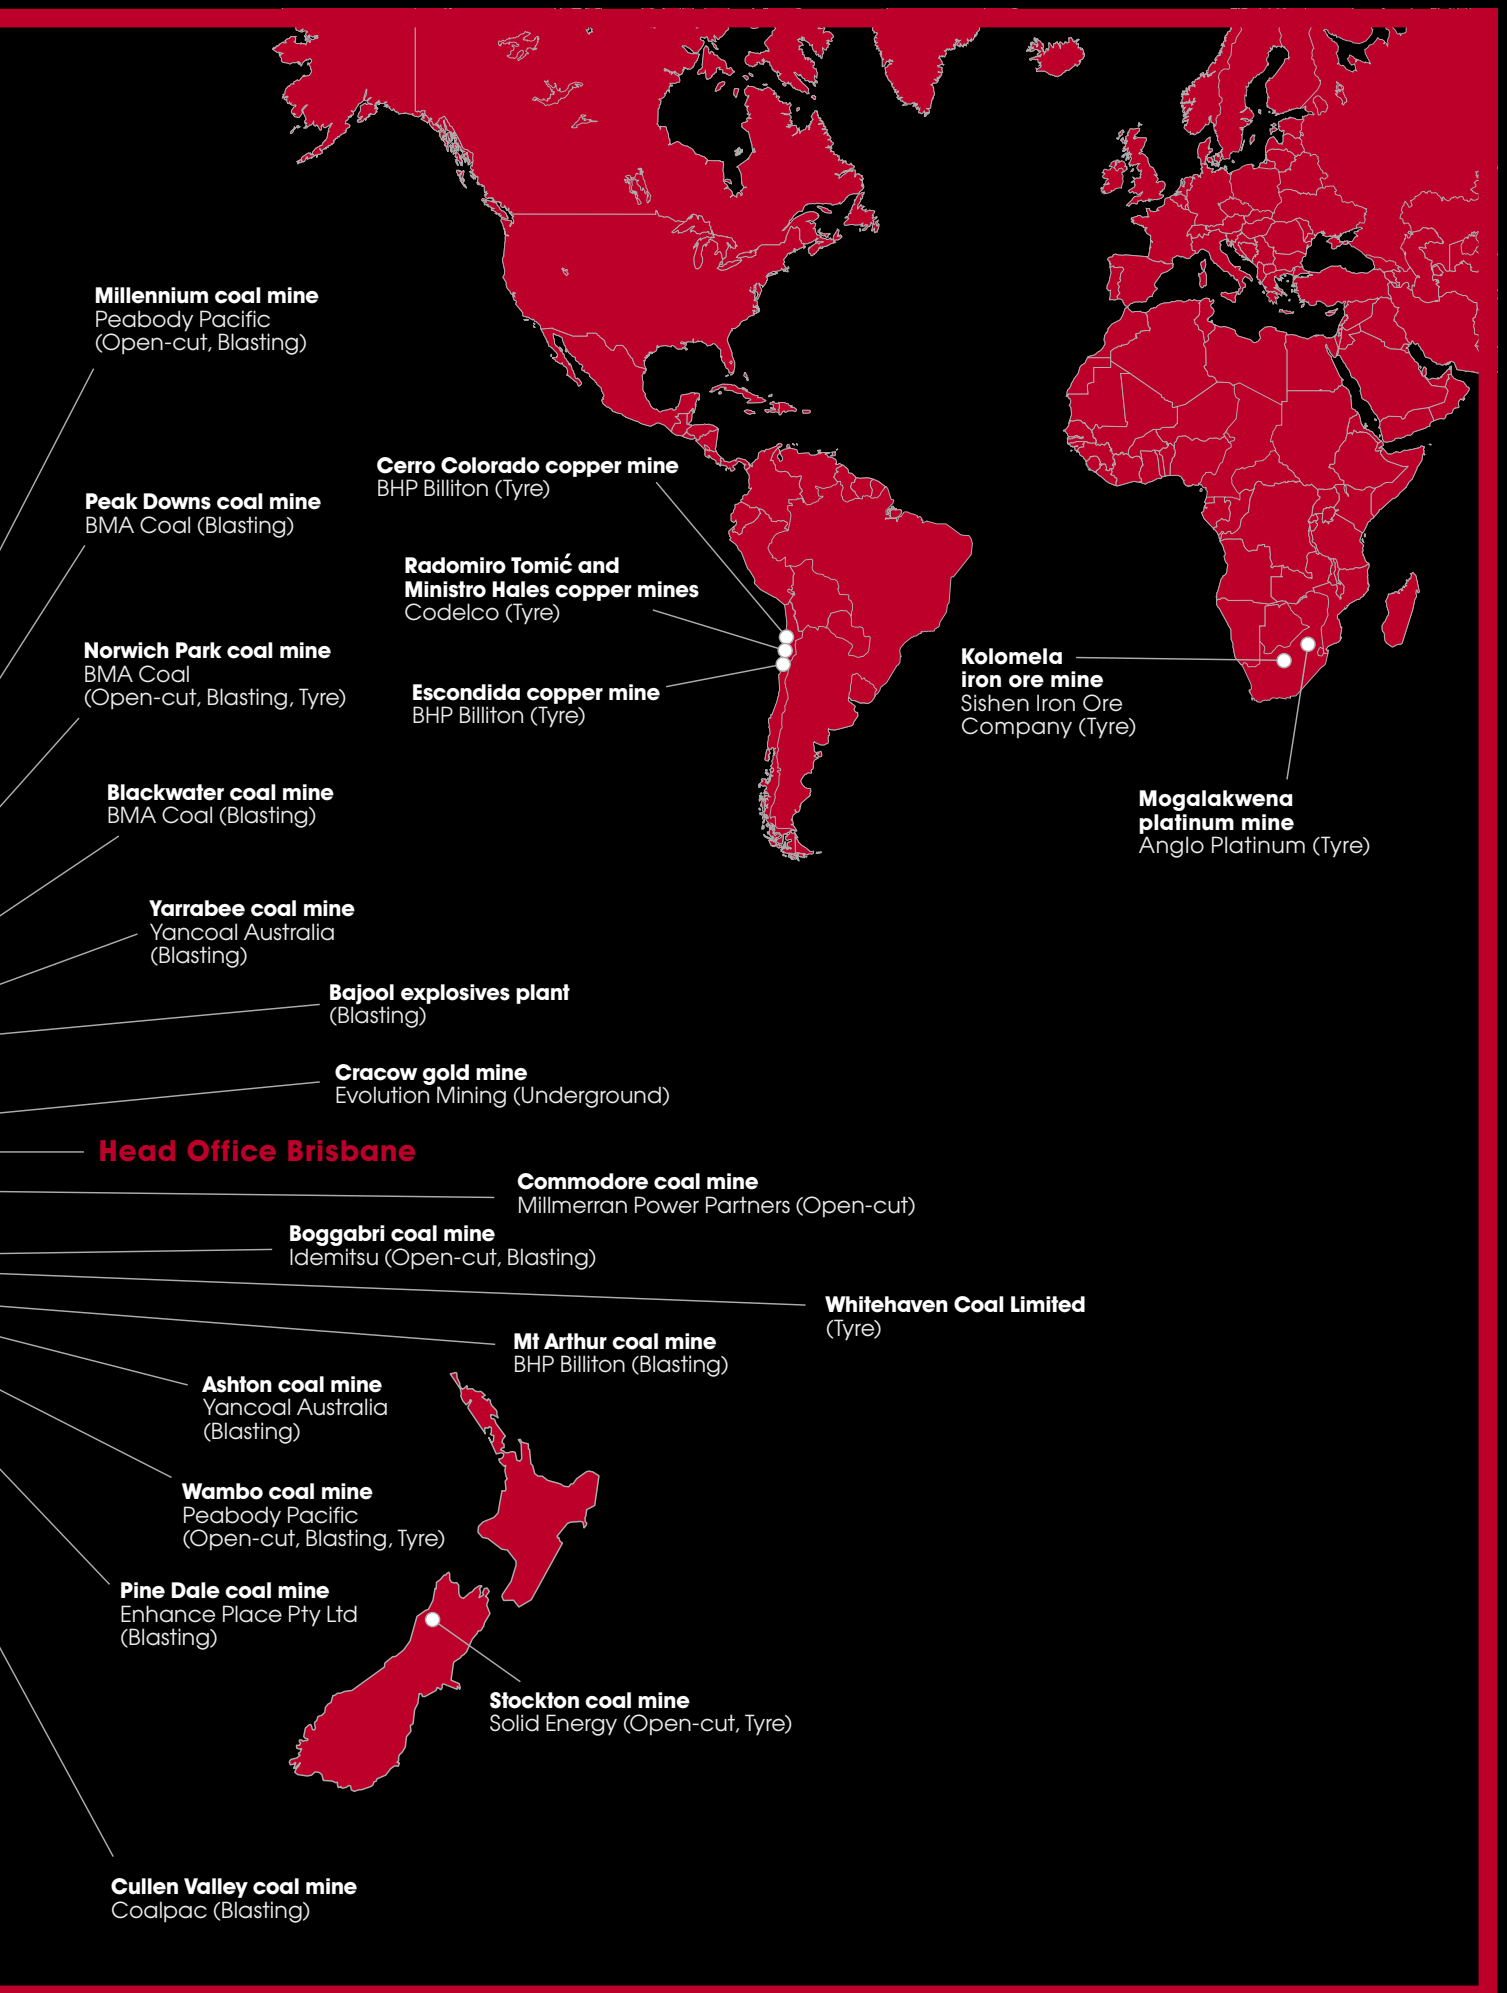 Millennium coal mine
Peabody Pacific
(Open-cut, Blasting)
Cerro Colorado copper mine
BHP Billiton (Tyre)
Peak Downs coal mine
BMA Coal (Blasting)
Radomiro Tomić and
Ministro Hales copper mines
Codelco (Tyre)
Norwich Park coal mine
BMA Coal
(Open-cut, Blasting, Tyre)
Escondida copper mine
BHP Billiton (Tyre)
Kolomela
iron ore mine
Sishen Iron Ore
Company (Tyre)
Mogalakwena
platinum mine
Anglo Platinum (Tyre)
Blackwater coal mine
BMA Coal (Blasting)
Yarrabee coal mine
Yancoal Australia
(Blasting)
Bajool explosives plant
(Blasting)
Cracow gold mine
Evolution Mining (Underground)
Head Office Brisbane
Commodore coal mine
Millmerran Power Partners (Open-cut)
Boggabri coal mine
Idemitsu (Open-cut, Blasting)
Whitehaven Coal Limited
(Tyre)
Mt Arthur coal mine
BHP Billiton (Blasting)
Ashton coal mine
Yancoal Australia
(Blasting)
Wambo coal mine
Peabody Pacific
(Open-cut, Blasting, Tyre)
Pine Dale coal mine
Enhance Place Pty Ltd
(Blasting)
Stockton coal mine
Solid Energy (Open-cut, Tyre)
Cullen Valley coal mine
Coalpac (Blasting)